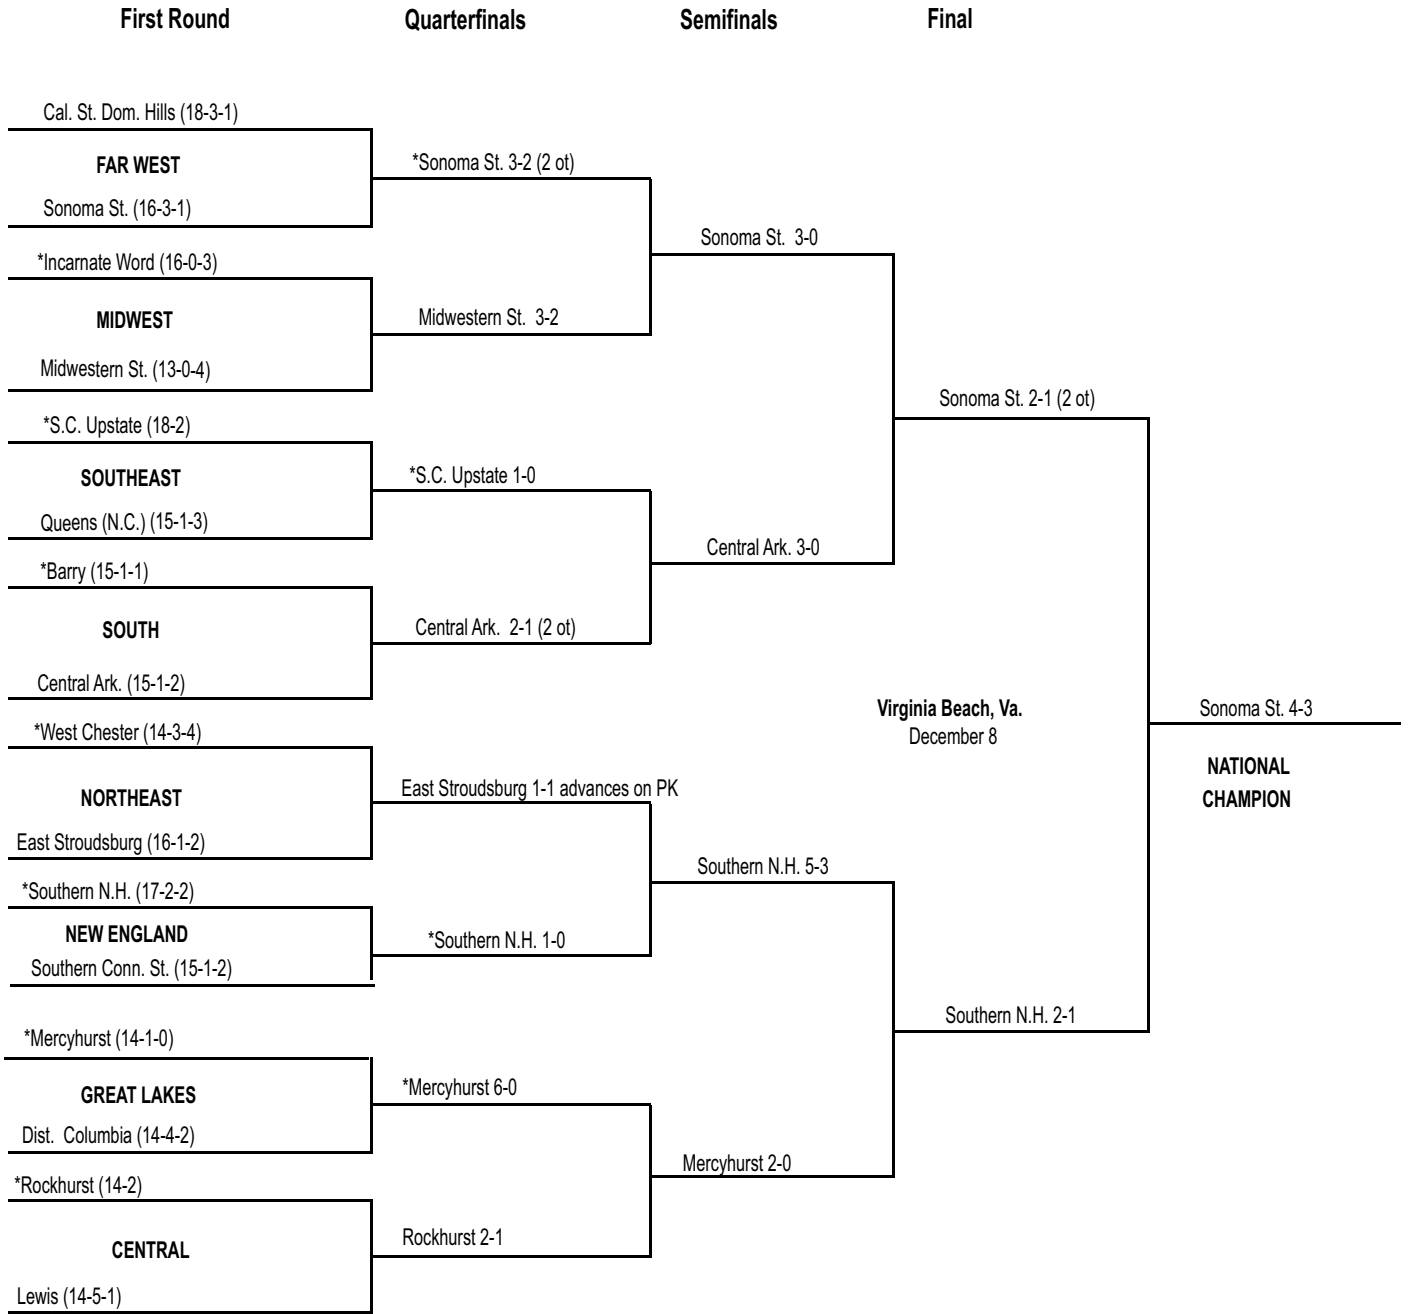 First Round
Quarterfinals
Semifinals
Final
Cal. St. Dom. Hills (18-3-1)
FAR WEST
Sonoma St. (16-3-1)
*Incarnate Word (16-0-3)
MIDWEST
Midwestern St. (13-0-4)
*S.C. Upstate (18-2)
SOUTHEAST
Queens (N.C.) (15-1-3)
*Barry (15-1-1)
SOUTH
Central Ark. (15-1-2)
*West Chester (14-3-4)
NORTHEAST
East Stroudsburg (16-1-2)
*Southern N.H. (17-2-2)
NEW ENGLAND
Southern Conn. St. (15-1-2)
*Mercyhurst (14-1-0)
GREAT LAKES
Dist. Columbia (14-4-2)
*Rockhurst (14-2)
CENTRAL
Lewis (14-5-1)
*Sonoma St. 3-2 (2 ot)
Midwestern St. 3-2
*S.C. Upstate 1-0
Central Ark. 2-1 (2 ot)
East Stroudsburg 1-1 advances on PK
*Southern N.H. 1-0
*Mercyhurst 6-0
Rockhurst 2-1
Sonoma St. 3-0
Central Ark. 3-0
Southern N.H. 5-3
Mercyhurst 2-0
Sonoma St. 2-1 (2 ot)
Southern N.H. 2-1
Virginia Beach, Va.
December 8
Sonoma St. 4-3
NATIONAL
CHAMPION